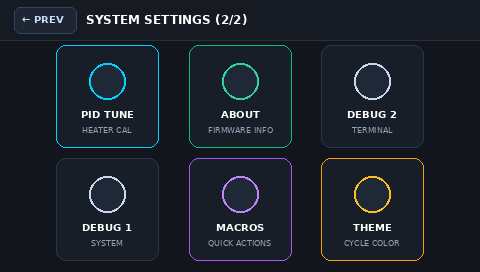 ← PREV
SYSTEM SETTINGS (2/2)
PID TUNE
HEATER CAL
ABOUT
FIRMWARE INFO
DEBUG 2
TERMINAL
DEBUG 1
SYSTEM
MACROS
QUICK ACTIONS
THEME
CYCLE COLOR